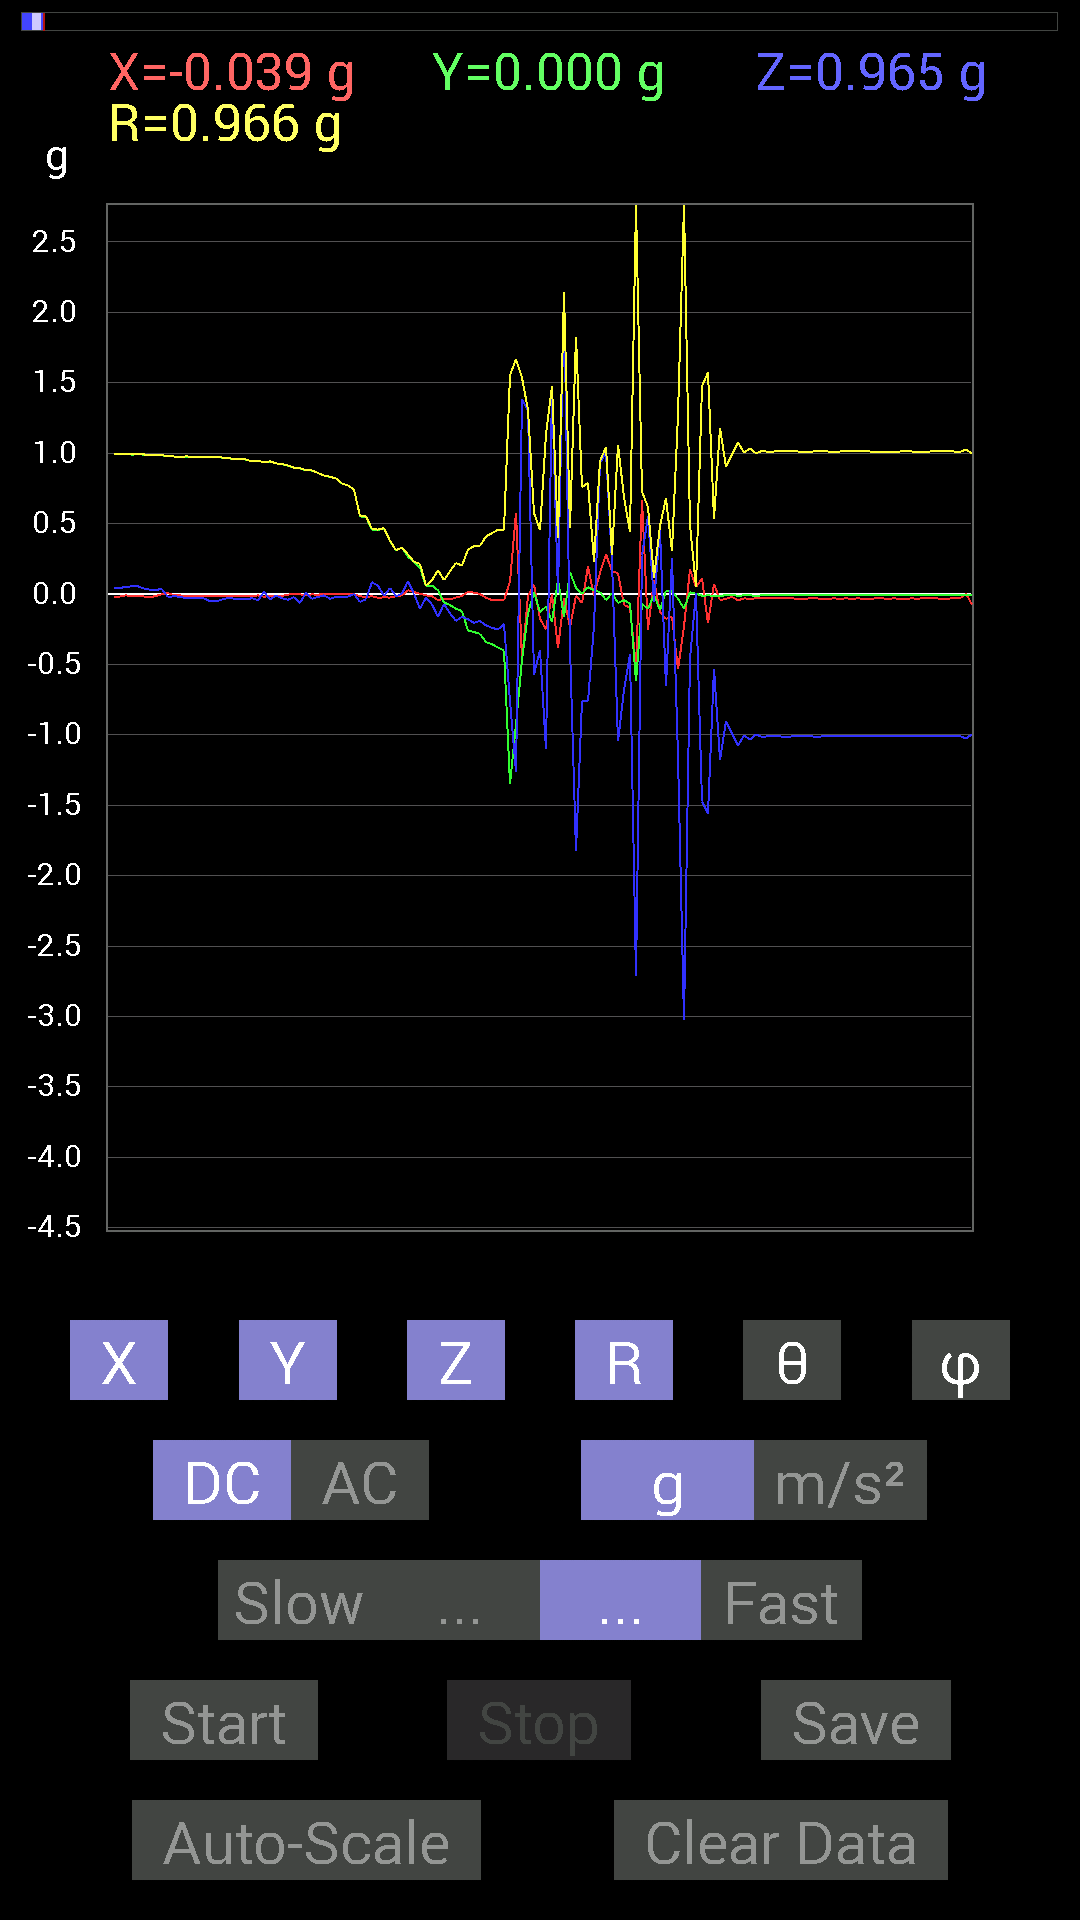 X=-0.039 g Y=0.000 g Z=0.965 g
R=0.966 g
g
2.5
2.0
1.5
1.0
0.5
0.0
-0.5
-1.0
-1.5
-2.0
-2.5
-3.0
-3.5
-4.0
-4.5
X Y Z R θ φ
DC AC g m/s²
Slow ... ... Fast
Start Stop Save
Auto-Scale Clear Data